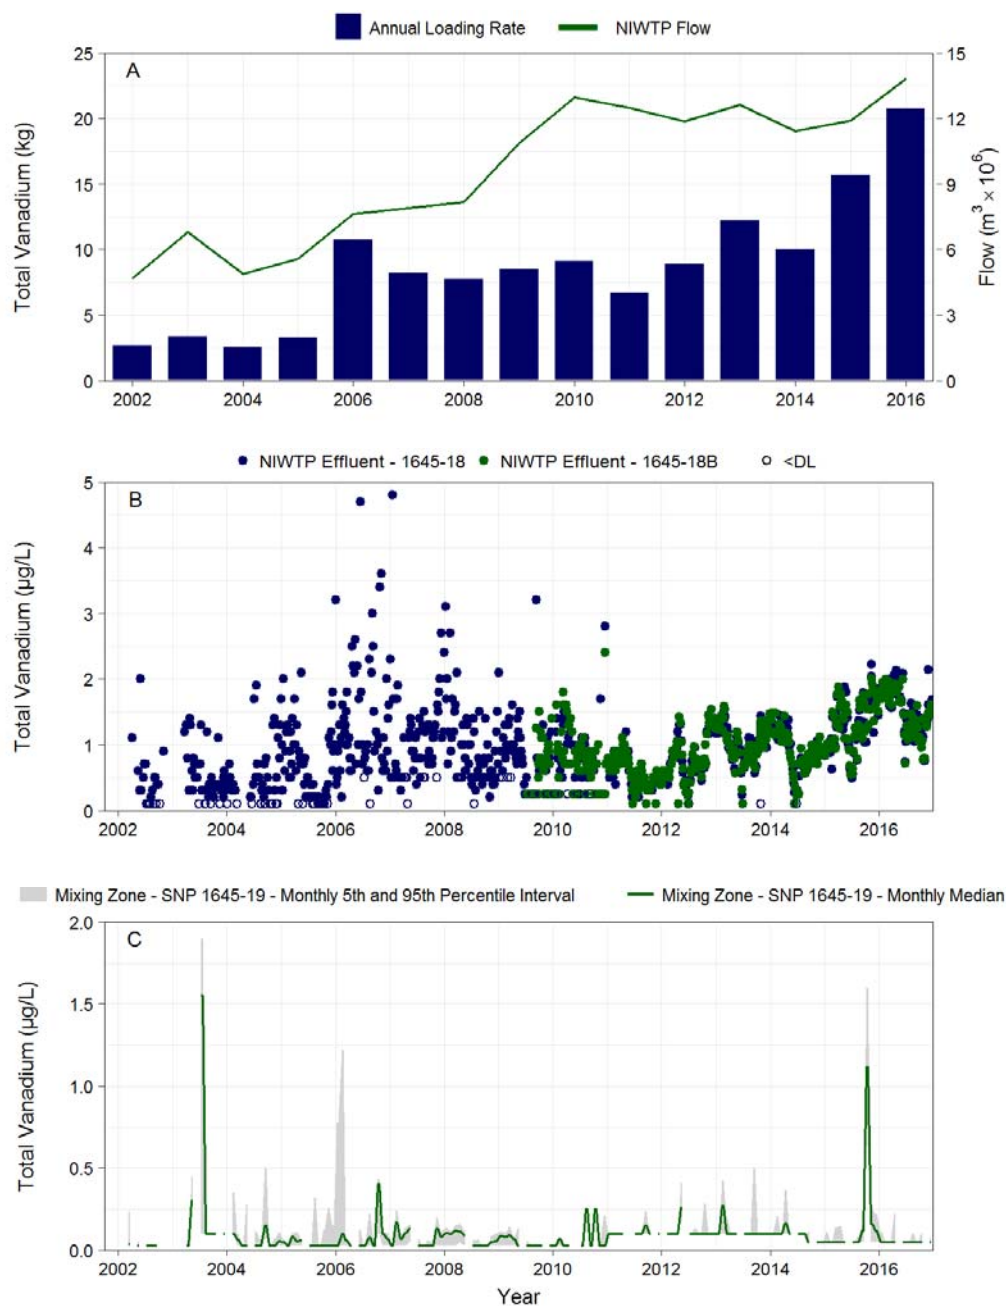 Annual Loading Rate NIWTP Flow
A
25
20
15
10
5
0
15
12
9
6
3
0
Total Vanadium (kg)
Flow (m³ × 10⁶)
2002 2004 2006 2008 2010 2012 2014 2016
NIWTP Effluent - 1645-18 NIWTP Effluent - 1645-18B <DL
B
5
4
3
2
1
0
Total Vanadium (µg/L)
2002 2004 2006 2008 2010 2012 2014 2016
Mixing Zone - SNP 1645-19 - Monthly 5th and 95th Percentile Interval Mixing Zone - SNP 1645-19 - Monthly Median
C
2.0
1.5
1.0
0.5
0.0
Total Vanadium (µg/L)
2002 2004 2006 2008 2010 2012 2014 2016
Year